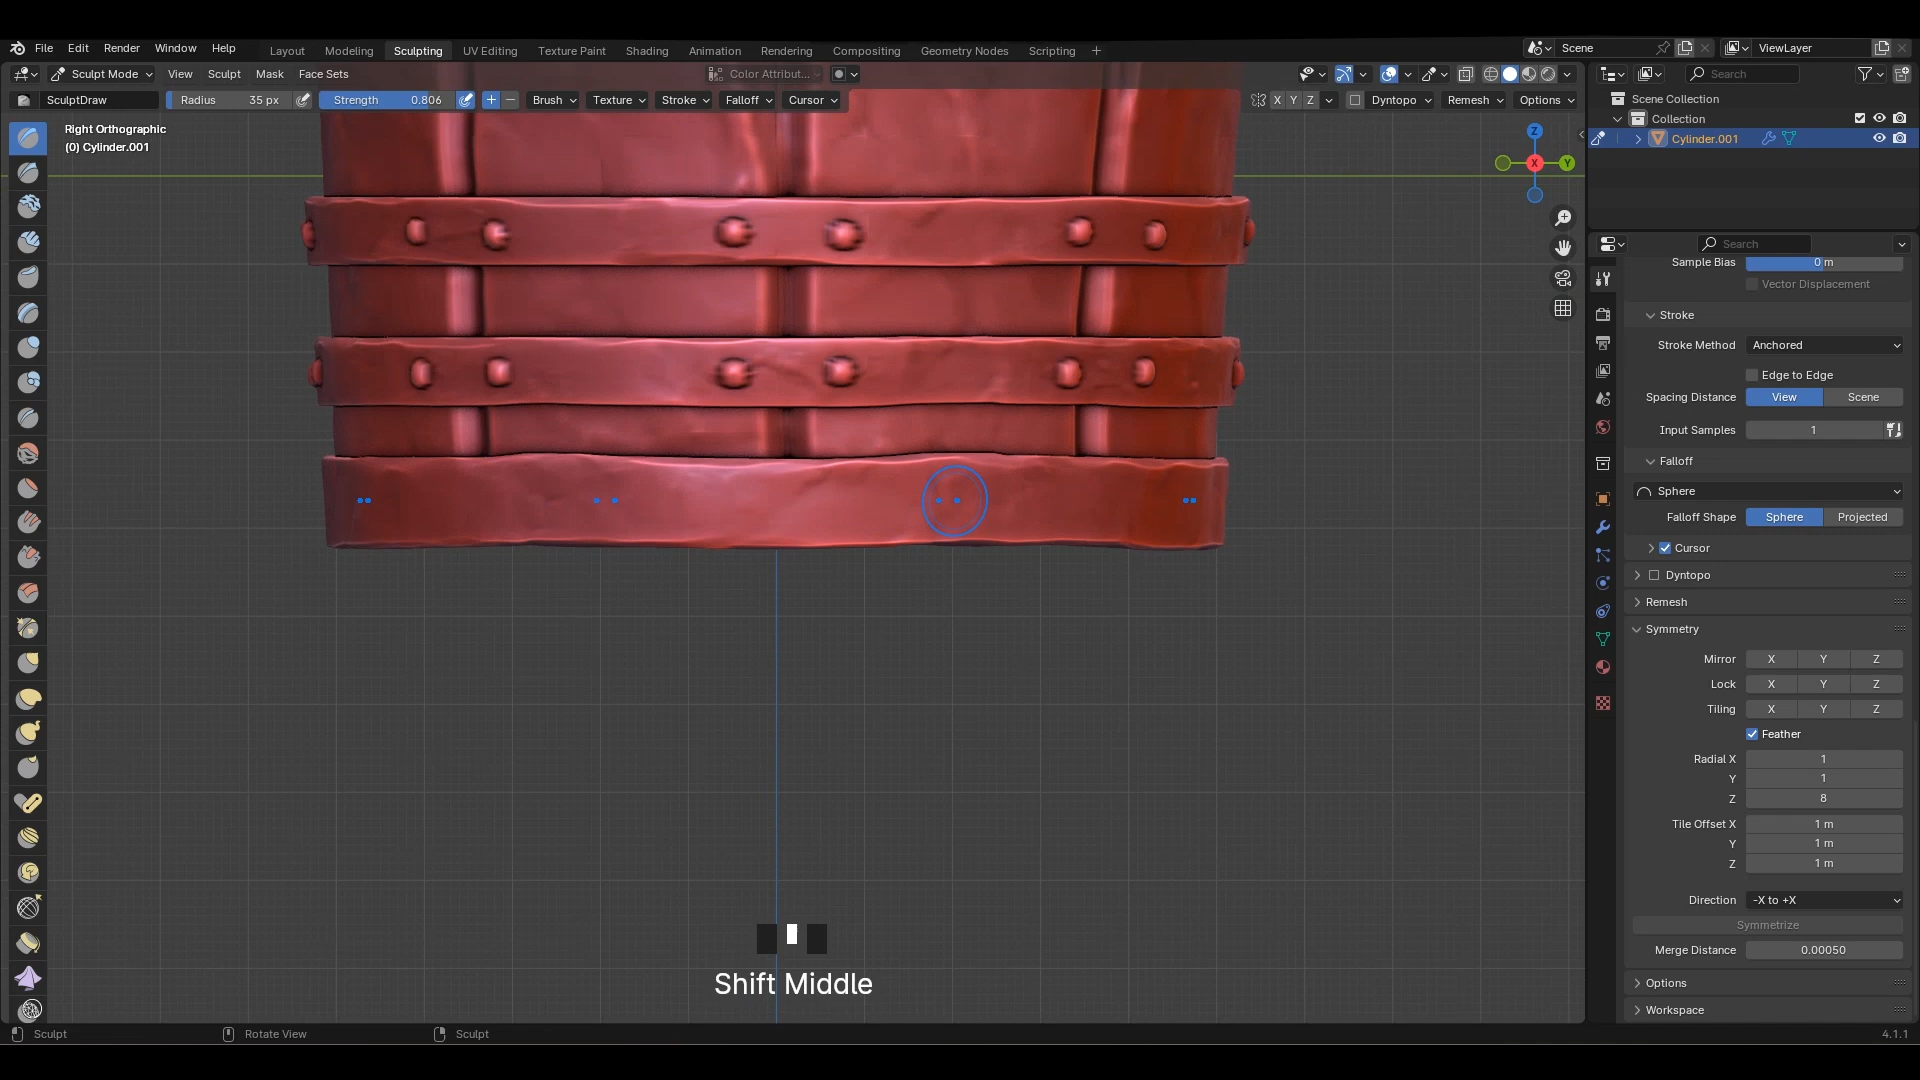 File Edit Render Window Help Layout Modeling Sculpting UV Editing Texture Paint Shading Animation Rendering Compositing Geometry Nodes Scripting + Scene ViewLayer
Sculpt Mode View Sculpt Mask Face Sets Color Attribut... Search
SculptDraw Radius 35 px Strength 0.806 + − Brush Texture Stroke Falloff Cursor X Y Z Dyntopo Remesh Options
Scene Collection
Collection
Cylinder.001
Right Orthographic
(0) Cylinder.001
Z
X
Y
Search
Sample Bias 0 m
Vector Displacement
Stroke
Stroke Method Anchored
Edge to Edge
Spacing Distance View Scene
Input Samples 1
Falloff
Sphere
Falloff Shape Sphere Projected
Cursor
Dyntopo
Remesh
Symmetry
Mirror X Y Z
Lock X Y Z
Tiling X Y Z
Feather
Radial X 1
Y 1
Z 8
Tile Offset X 1 m
Y 1 m
Z 1 m
Direction -X to +X
Symmetrize
Merge Distance 0.00050
Options
Workspace
Shift Middle
Sculpt Rotate View Sculpt 4.1.1